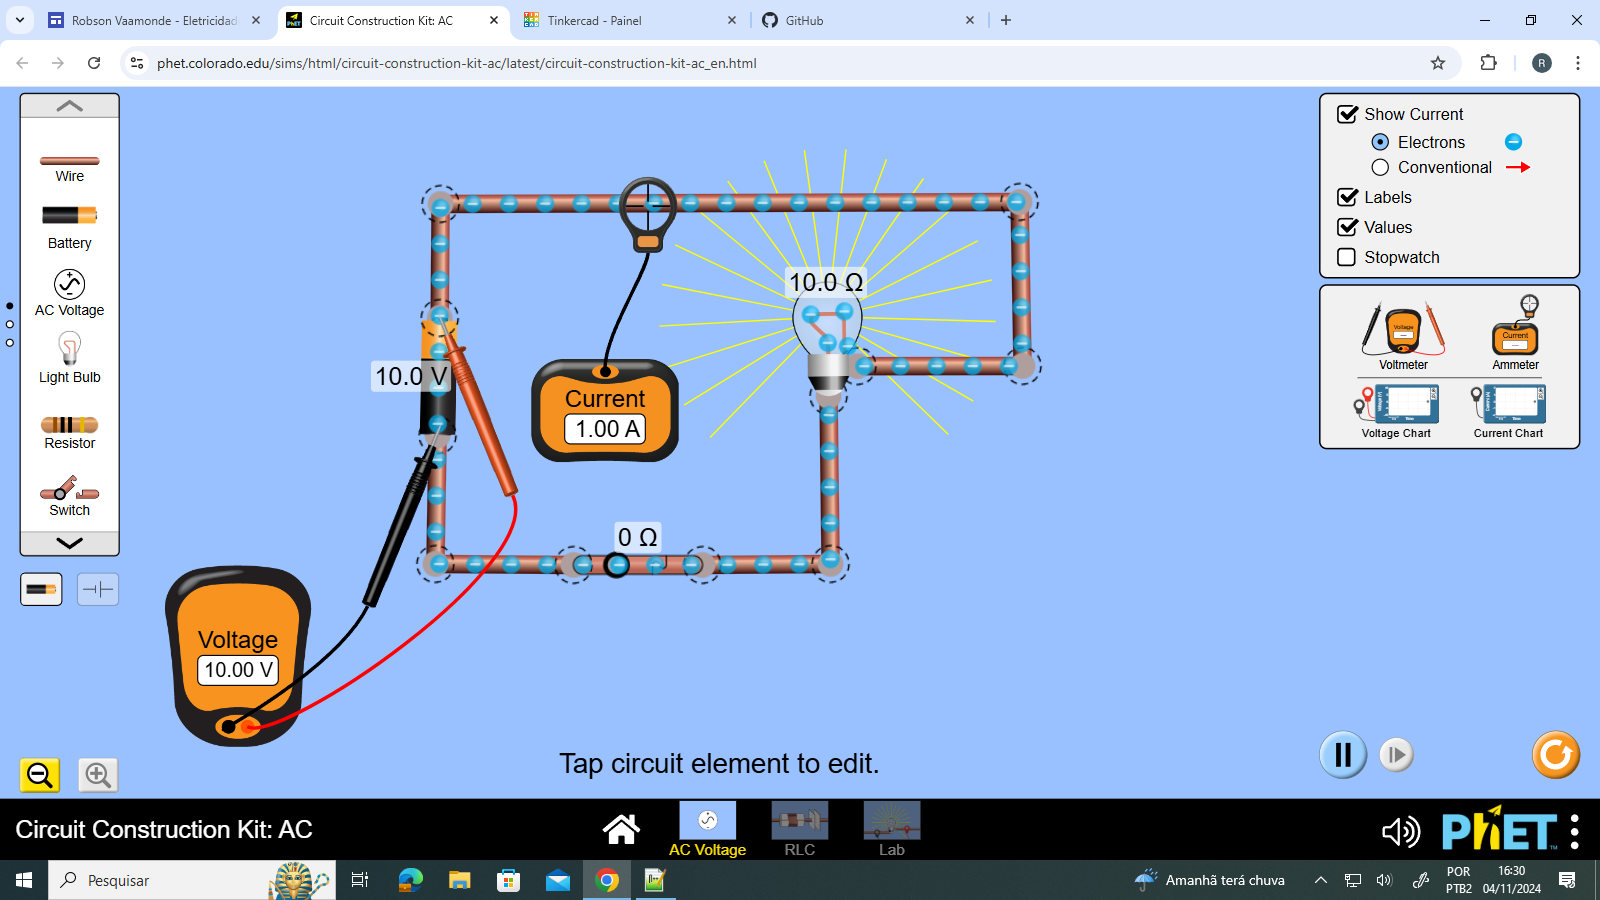 Robson Vaamonde - Eletricidad
Circuit Construction Kit: AC
Tinkercad - Painel
GitHub
phet.colorado.edu/sims/html/circuit-construction-kit-ac/latest/circuit-construction-kit-ac_en.html
R
Wire
Battery
AC Voltage
Light Bulb
Resistor
Switch
10.0 V
Current
1.00 A
10.0 Ω
0 Ω
Voltage
10.00 V
Show Current
Electrons
Conventional
Labels
Values
Stopwatch
Voltmeter
Ammeter
Voltage Chart
Current Chart
Tap circuit element to edit.
Circuit Construction Kit: AC
AC Voltage
RLC
Lab
PhET
Pesquisar
Amanhã terá chuva
POR
PTB2
16:30
04/11/2024